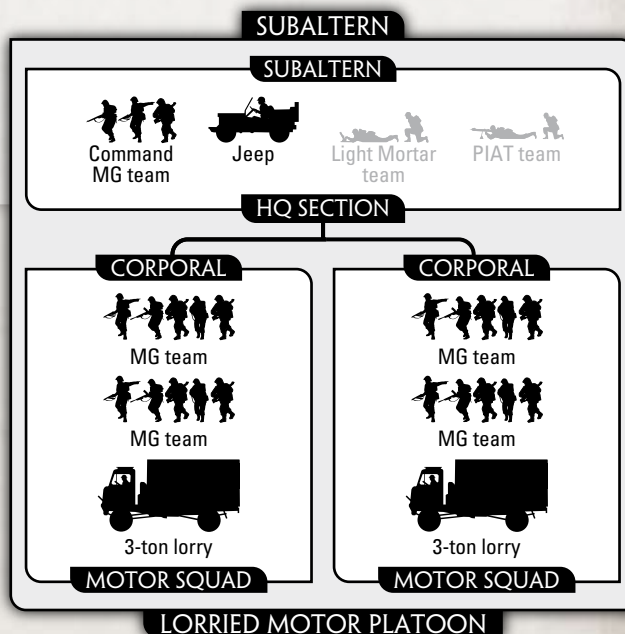 SUBALTERN
SUBALTERN
Command
MG team
Jeep
Light Mortar
team
PIAT team
HQ SECTION
CORPORAL
MG team
MG team
3-ton lorry
MOTOR SQUAD
CORPORAL
MG team
MG team
3-ton lorry
MOTOR SQUAD
LORRIED MOTOR PLATOON